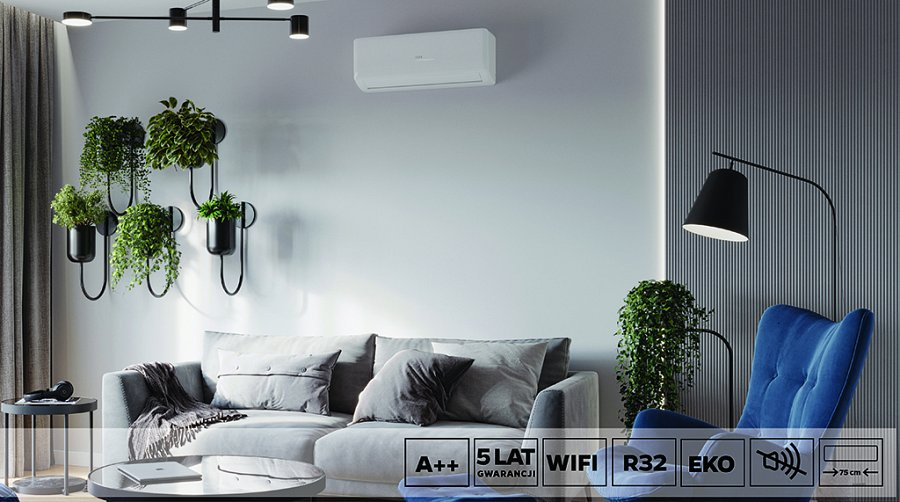 A++
5 LAT
GWARANCJI
WIFI
R32
EKO
75 cm